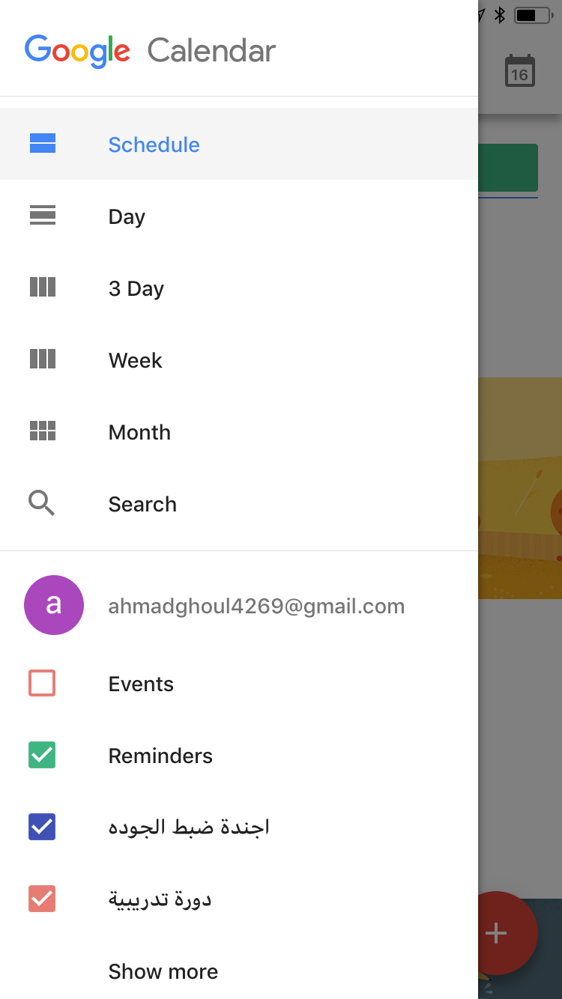 Google Calendar
16
Schedule
Day
3 Day
Week
Month
Search
a
ahmadghoul4269@gmail.com
Events
Reminders
اجندة ضبط الجوده
دورة تدريبية
Show more